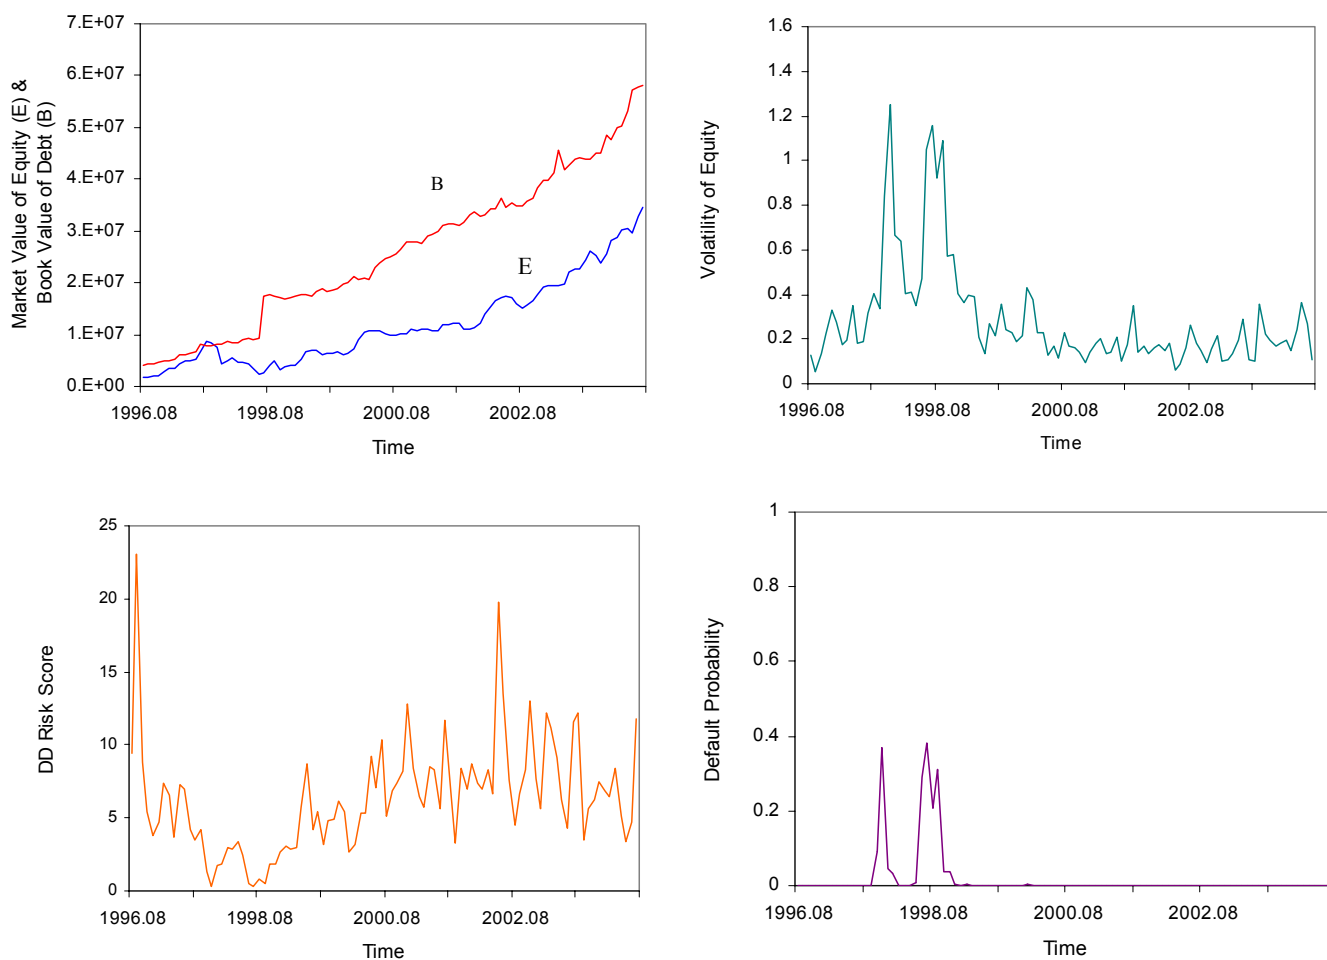 Market Value of Equity (E) &
Book Value of Debt (B)
7.E+07
6.E+07
5.E+07
4.E+07
3.E+07
2.E+07
1.E+07
0.E+00
B
E
1996.08 1998.08 2000.08 2002.08
Time
Volatility of Equity
1.6
1.4
1.2
1
0.8
0.6
0.4
0.2
0
1996.08 1998.08 2000.08 2002.08
Time
DD Risk Score
25
20
15
10
5
0
1996.08 1998.08 2000.08 2002.08
Time
Default Probability
1
0.8
0.6
0.4
0.2
0
1996.08 1998.08 2000.08 2002.08
Time